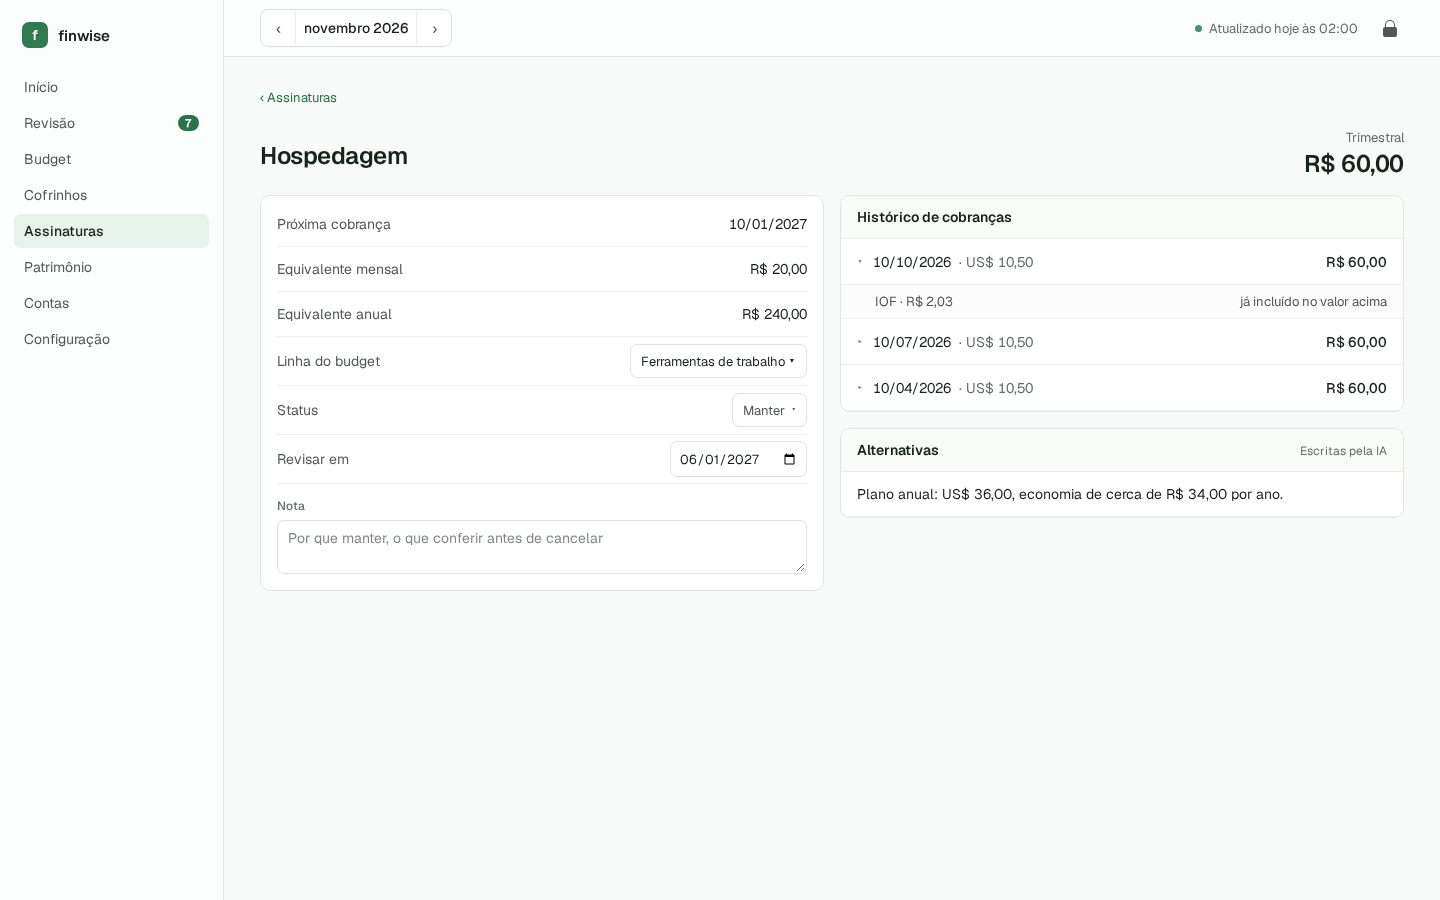 f finwise
Início
Revisão 7
Budget
Cofrinhos
Assinaturas
Patrimônio
Contas
Configuração
‹ novembro 2026 ›
Atualizado hoje às 02:00
‹ Assinaturas
Hospedagem
Trimestral
R$ 60,00
Próxima cobrança 10/01/2027
Equivalente mensal R$ 20,00
Equivalente anual R$ 240,00
Linha do budget Ferramentas de trabalho
Status Manter
Revisar em 06/01/2027
Nota
Por que manter, o que conferir antes de cancelar
Histórico de cobranças
10/10/2026 · US$ 10,50 R$ 60,00
IOF · R$ 2,03 já incluído no valor acima
10/07/2026 · US$ 10,50 R$ 60,00
10/04/2026 · US$ 10,50 R$ 60,00
Alternativas Escritas pela IA
Plano anual: US$ 36,00, economia de cerca de R$ 34,00 por ano.